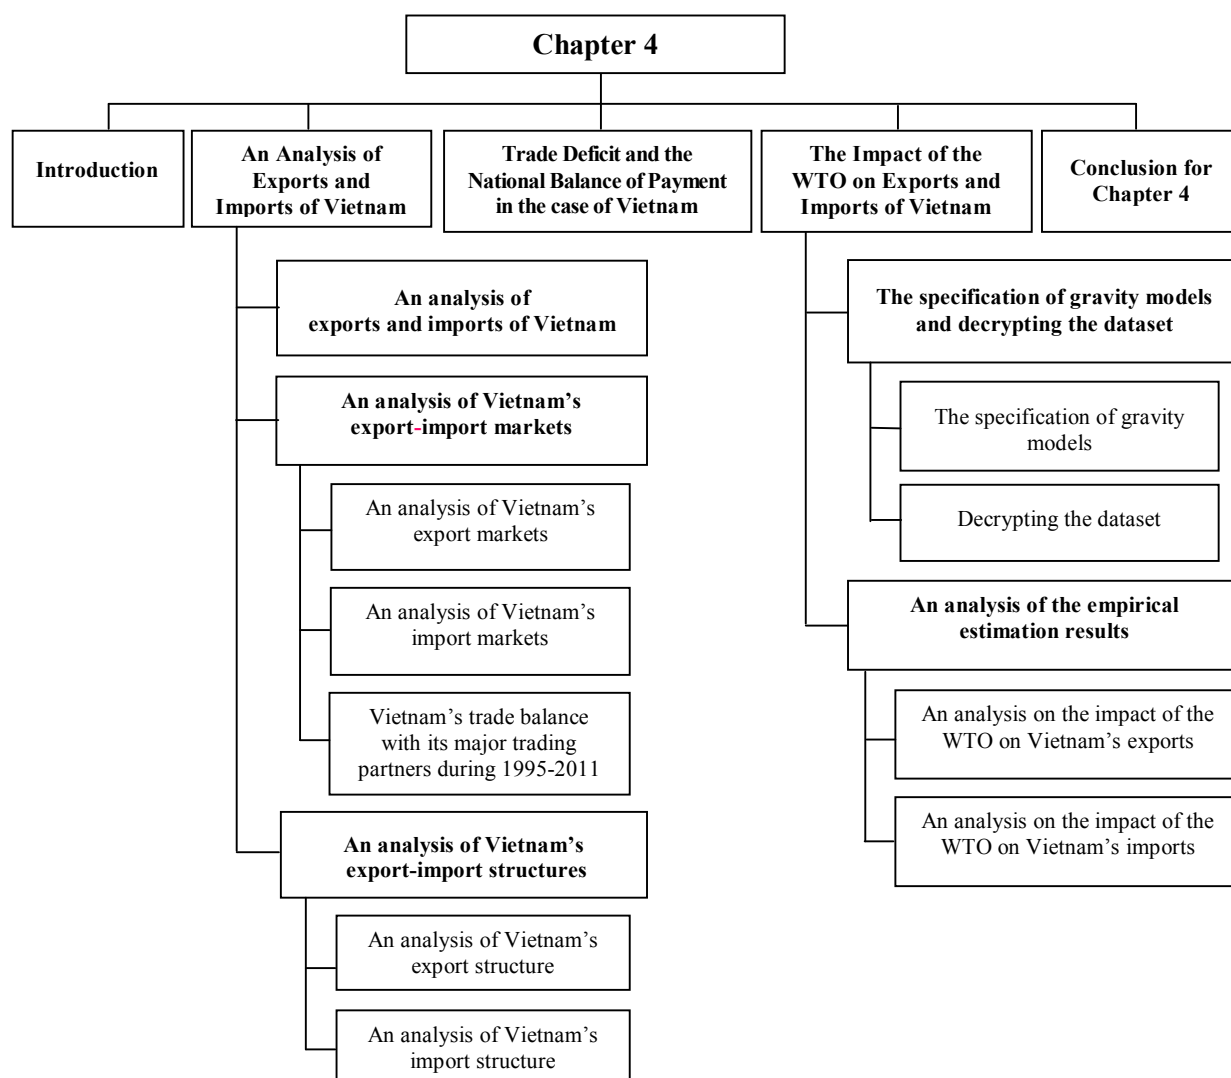 Chapter 4
Introduction
An Analysis of
Exports and
Imports of Vietnam
Trade Deficit and the
National Balance of Payment
in the case of Vietnam
The Impact of the
WTO on Exports and
Imports of Vietnam
Conclusion for
Chapter 4
An analysis of
exports and imports of Vietnam
An analysis of Vietnam’s
export-import markets
An analysis of Vietnam’s
export markets
An analysis of Vietnam’s
import markets
Vietnam’s trade balance
with its major trading
partners during 1995-2011
An analysis of Vietnam’s
export-import structures
An analysis of Vietnam’s
export structure
An analysis of Vietnam’s
import structure
The specification of gravity models
and decrypting the dataset
The specification of gravity
models
Decrypting the dataset
An analysis of the empirical
estimation results
An analysis on the impact of the
WTO on Vietnam’s exports
An analysis on the impact of the
WTO on Vietnam’s imports